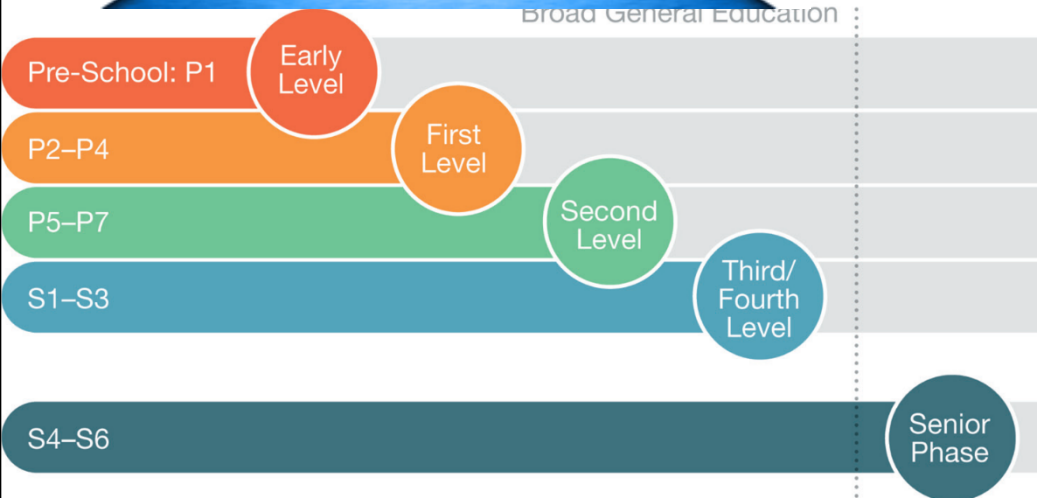 Broad General Education
Pre-School: P1
Early
Level
P2–P4
First
Level
P5–P7
Second
Level
S1–S3
Third/
Fourth
Level
S4–S6
Senior
Phase